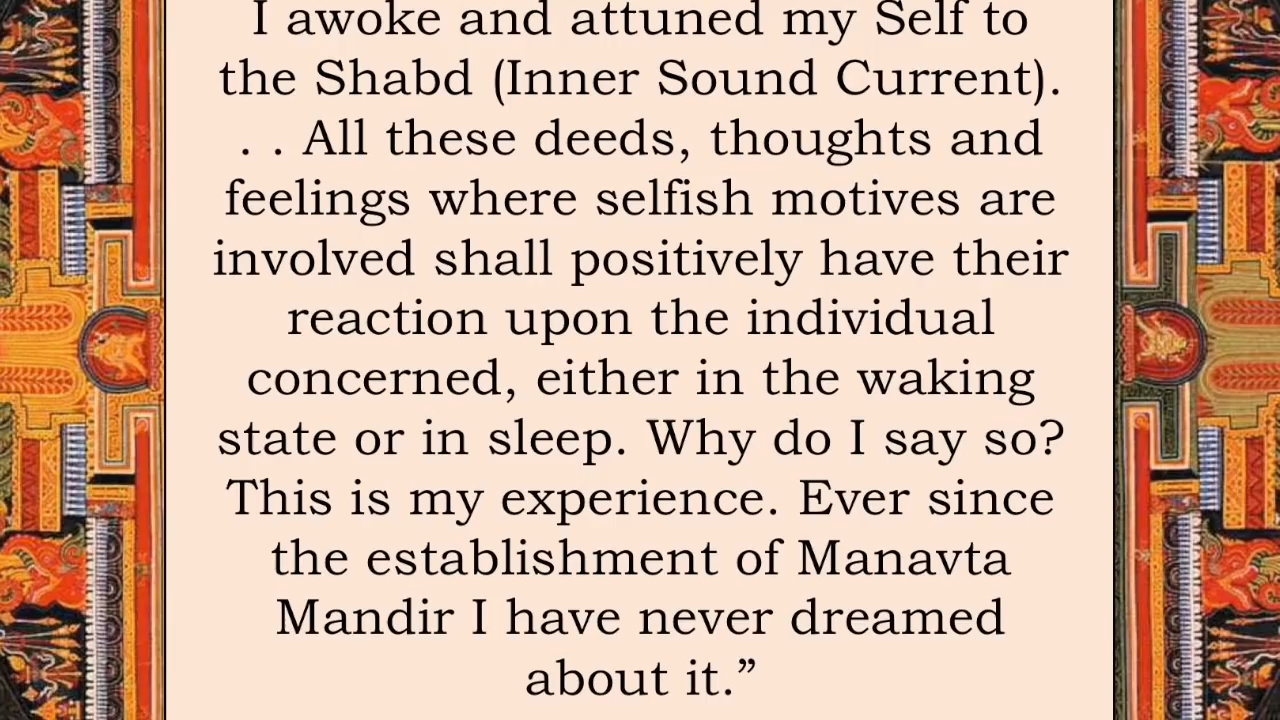 I awoke and attuned my Self to
the Shabd (Inner Sound Current).
. . All these deeds, thoughts and
feelings where selfish motives are
involved shall positively have their
reaction upon the individual
concerned, either in the waking
state or in sleep. Why do I say so?
This is my experience. Ever since
the establishment of Manavta
Mandir I have never dreamed
about it.”